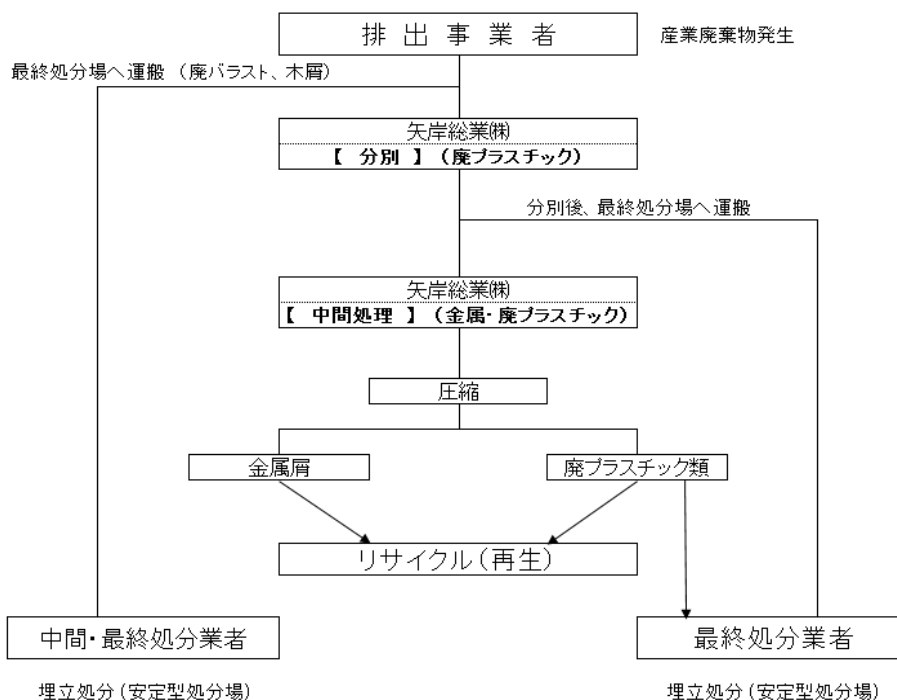 排出事業者
産業廃棄物発生
最終処分場へ運搬（廃バラスト、木屑）
矢岸総業㈱
【 分別 】（廃プラスチック）
分別後、最終処分場へ運搬
矢岸総業㈱
【 中間処理 】（金属・廃プラスチック）
圧縮
金属屑
廃プラスチック類
リサイクル（再生）
中間・最終処分業者
最終処分業者
埋立処分（安定型処分場）
埋立処分（安定型処分場）